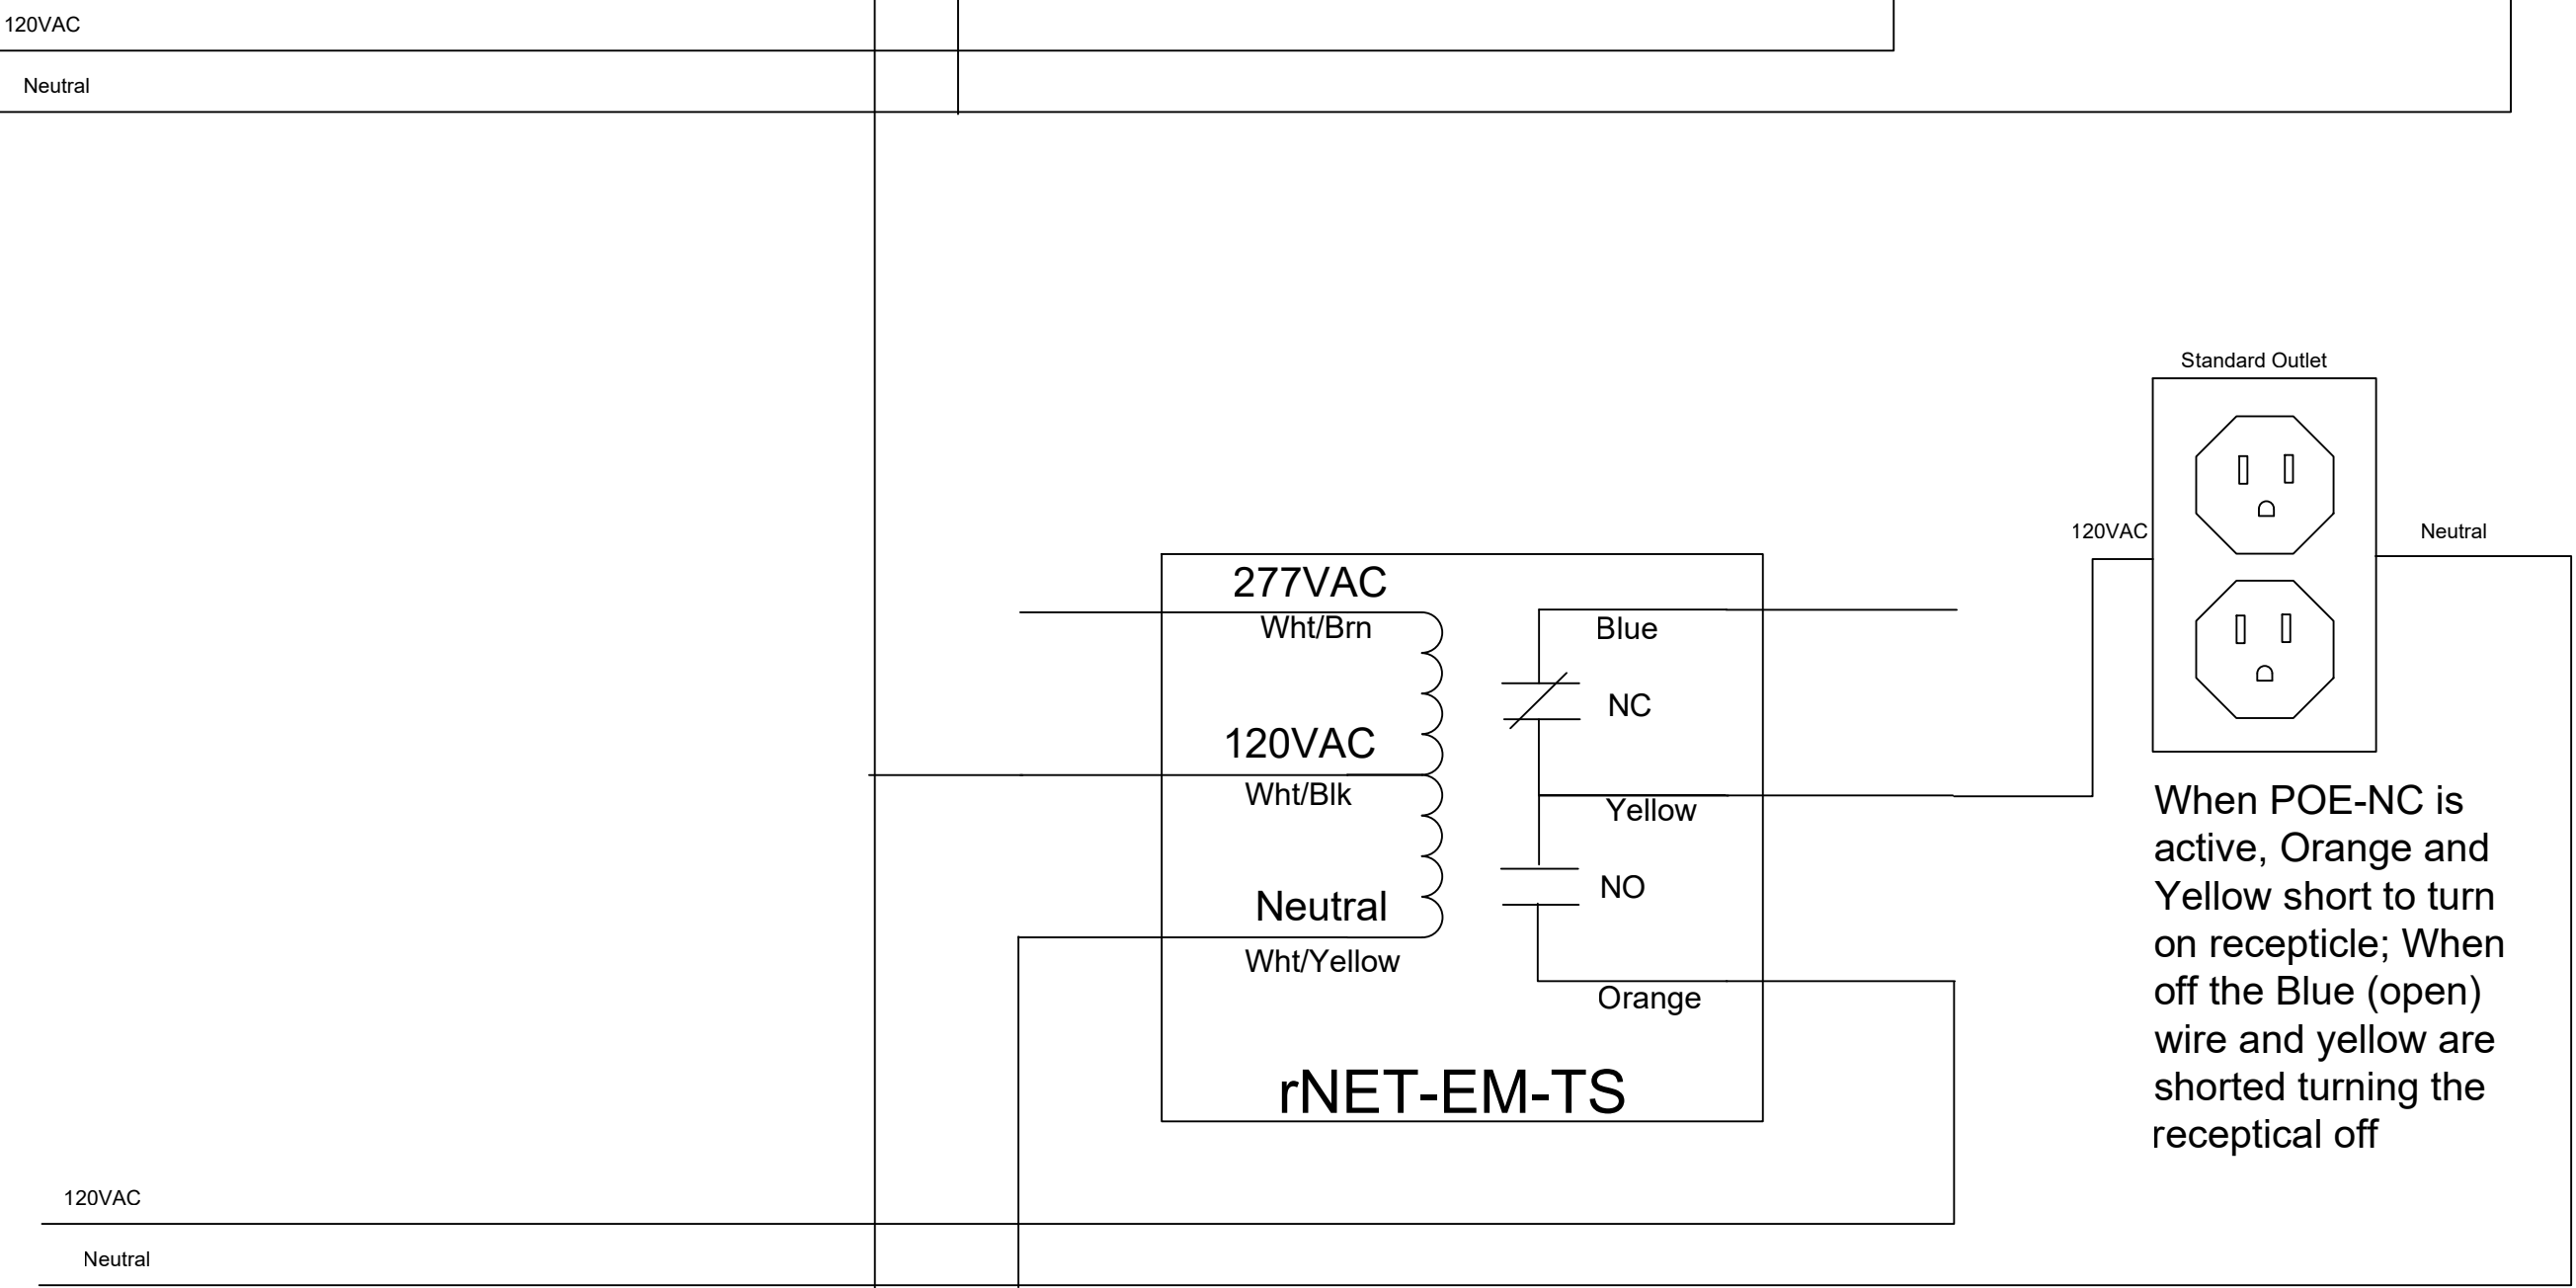 120VAC
Neutral
Standard Outlet
120VAC
Neutral
277VAC
Wht/Brn
Blue
NC
120VAC
Wht/Blk
Yellow
NO
Neutral
Wht/Yellow
Orange
rNET-EM-TS
When POE-NC is
active, Orange and
Yellow short to turn
on recepticle; When
off the Blue (open)
wire and yellow are
shorted turning the
receptical off
120VAC
Neutral